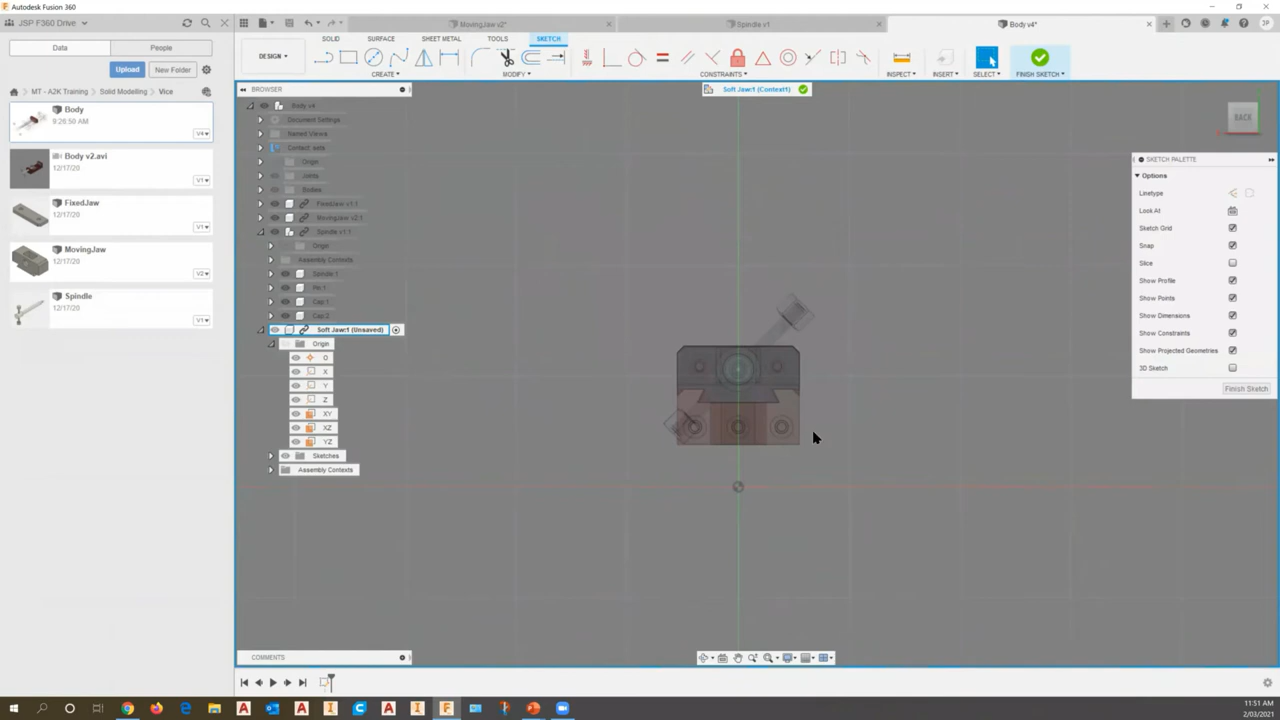 Autodesk Fusion 360
JSP F360 Drive
MovingJaw v2*
Spindle v1
Body v4*
JP
Data
People
Upload
New Folder
MT - A2K Training
Solid Modelling
Vice
Body
9:26:50 AM
V4
Body v2.avi
12/17/20
V1
FixedJaw
12/17/20
V1
MovingJaw
12/17/20
V2
Spindle
12/17/20
V1
DESIGN
SOLID
SURFACE
SHEET METAL
TOOLS
SKETCH
CREATE
MODIFY
CONSTRAINTS
INSPECT
INSERT
SELECT
FINISH SKETCH
BROWSER
Soft Jaw:1 (Context1)
Body v4
Document Settings
Named Views
Context sets
Origin
Joints
Bodies
FixedJaw v1:1
MovingJaw v2:1
Spindle v1:1
Origin
Assembly Contexts
Spindle:1
Pin:1
Cap:1
Cap:2
Soft Jaw:1 (Unsaved)
Origin
O
X
Y
Z
XY
XZ
YZ
Sketches
Assembly Contexts
BACK
SKETCH PALETTE
Options
Linetype
Look At
Sketch Grid
Snap
Slice
Show Profile
Show Points
Show Dimensions
Show Constraints
Show Projected Geometries
3D Sketch
Finish Sketch
COMMENTS
11:51 AM
2/03/2021